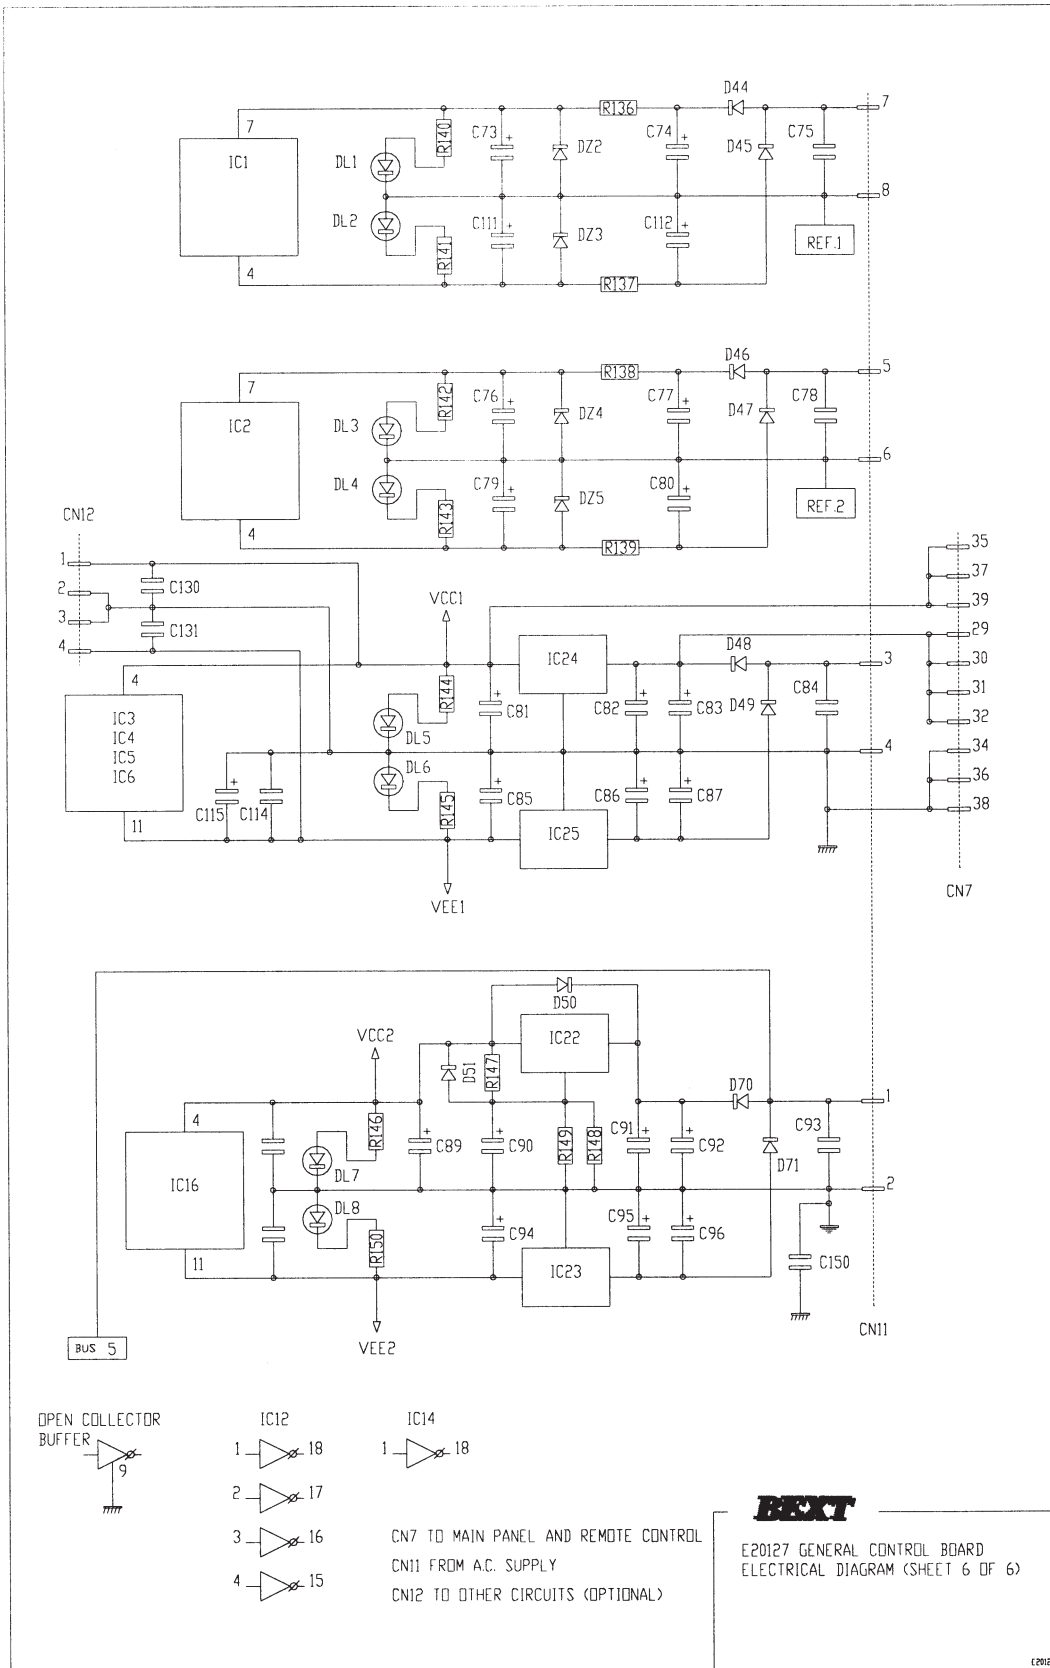 D44
7
R136
7
R140
C73 +
C74 +
D45
C75
IC1
DL1
DZ2
8
DL2
C111 +
DZ3
C112 +
REF.1
R141
4
R137
D46
5
R138
7
R142
C76 +
C77 +
D47
C78
IC2
DL3
DZ4
6
DL4
C79 +
DZ5
C80 +
REF.2
R143
4
R139
CN12
35
1
37
C130
2
VCC1
39
3
C131
29
4
IC24
D48
3
30
4
R144
+ C81
C82 +
+ C83
D49
C84
31
IC3
IC4
IC5
IC6
DL5
32
4
34
DL6
+
C115
C114
R145
+ C85
C86 +
+ C87
36
38
11
IC25
VEE1
CN7
D50
VCC2
IC22
D51
R147
D70
1
4
R146
+ C89
+ C90
R149
R148
C91 +
+ C92
C93
D71
IC16
DL7
2
DL8
+ C94
C95 +
+ C96
R150
C150
11
IC23
CN11
BUS 5
VEE2
OPEN COLLECTOR
BUFFER
9
IC12
1 18
2 17
3 16
4 15
IC14
1 18
CN7 TO MAIN PANEL AND REMOTE CONTROL
CN11 FROM A.C. SUPPLY
CN12 TO OTHER CIRCUITS (OPTIONAL)
BEXT
E20127 GENERAL CONTROL BOARD
ELECTRICAL DIAGRAM (SHEET 6 OF 6)